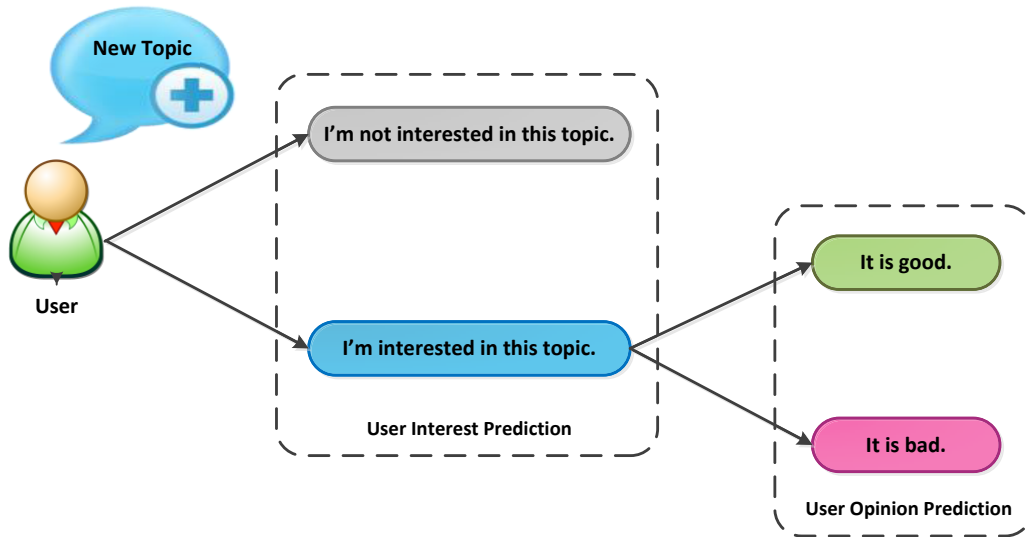 New Topic
I'm not interested in this topic.
User
I'm interested in this topic.
User Interest Prediction
It is good.
It is bad.
User Opinion Prediction